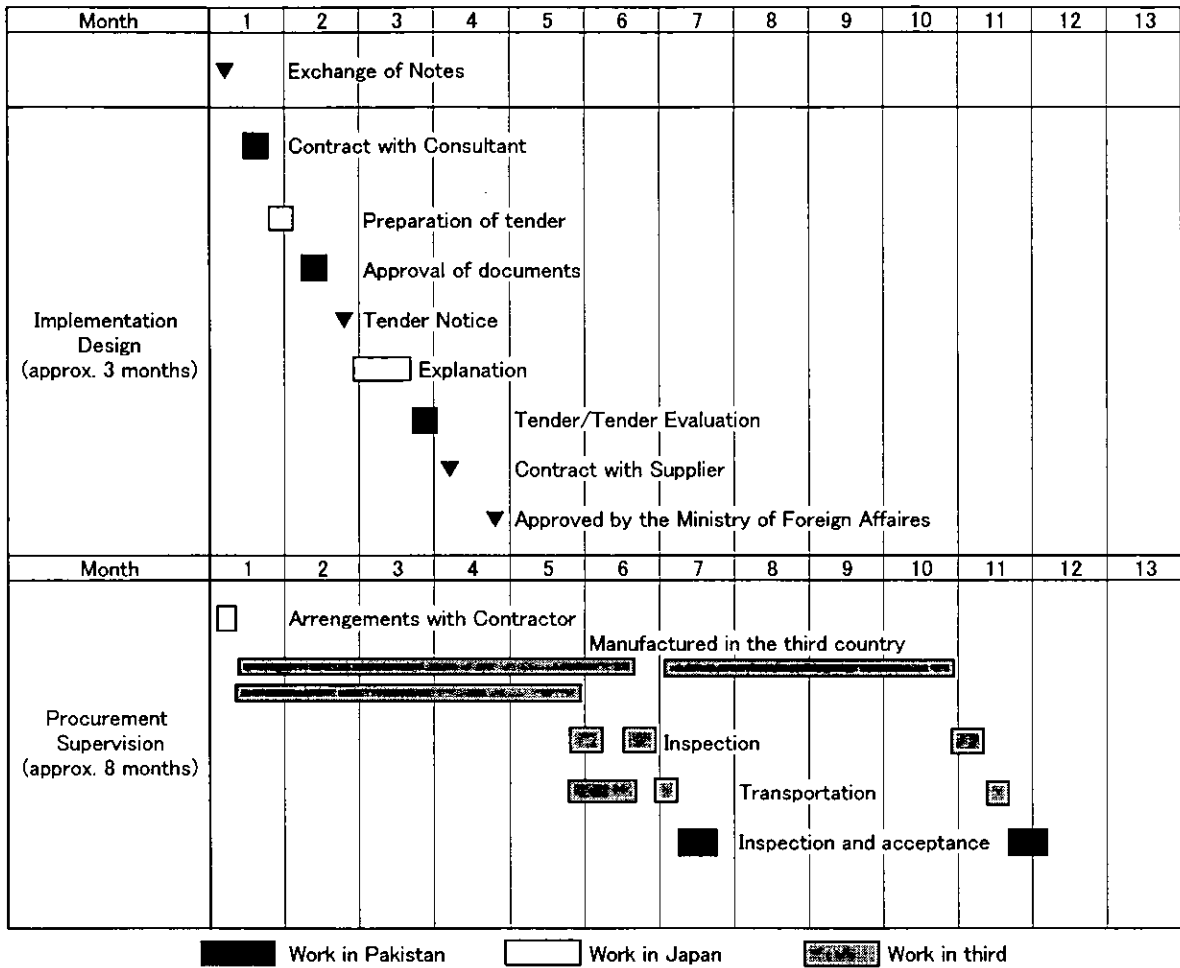 Month 1 2 3 4 5 6 7 8 9 10 11 12 13
Exchange of Notes
Contract with Consultant
Preparation of tender
Approval of documents
Tender Notice
Implementation
Design
(approx. 3 months)
Explanation
Tender/Tender Evaluation
Contract with Supplier
Approved by the Ministry of Foreign Affaires
Month 1 2 3 4 5 6 7 8 9 10 11 12 13
Arrengements with Contractor
Manufactured in the third country
Procurement
Supervision
(approx. 8 months)
Inspection
Transportation
Inspection and acceptance
Work in Pakistan
Work in Japan
Work in third